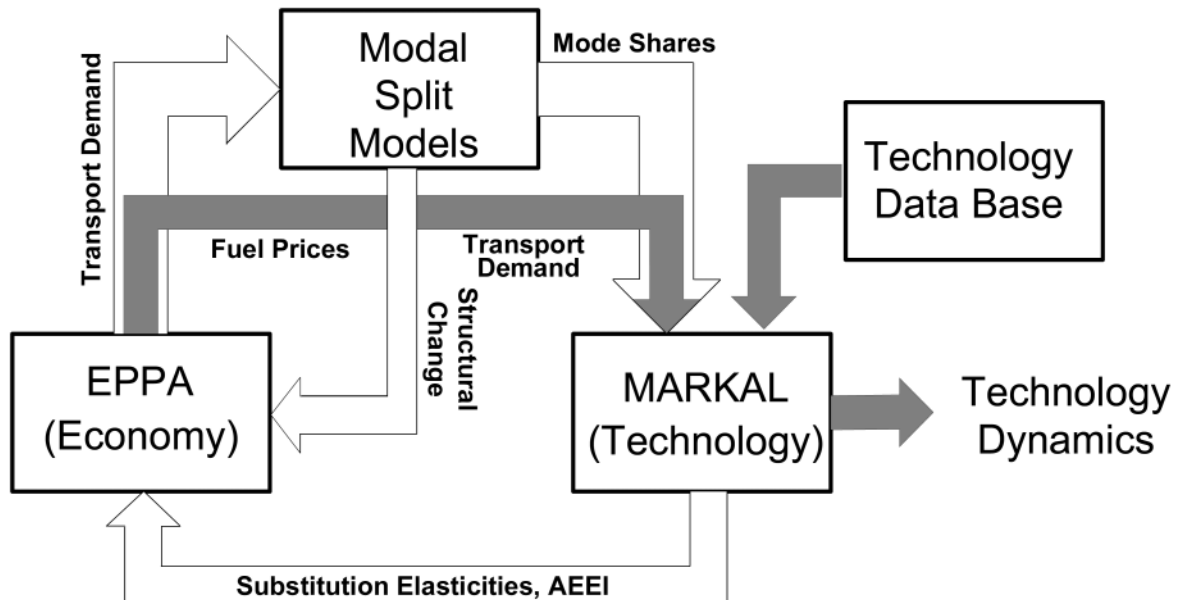 Modal
Split
Models
Mode Shares
Transport Demand
Technology
Data Base
Fuel Prices
Transport
Demand
Structural
Change
EPPA
(Economy)
MARKAL
(Technology)
Technology
Dynamics
Substitution Elasticities, AEEI